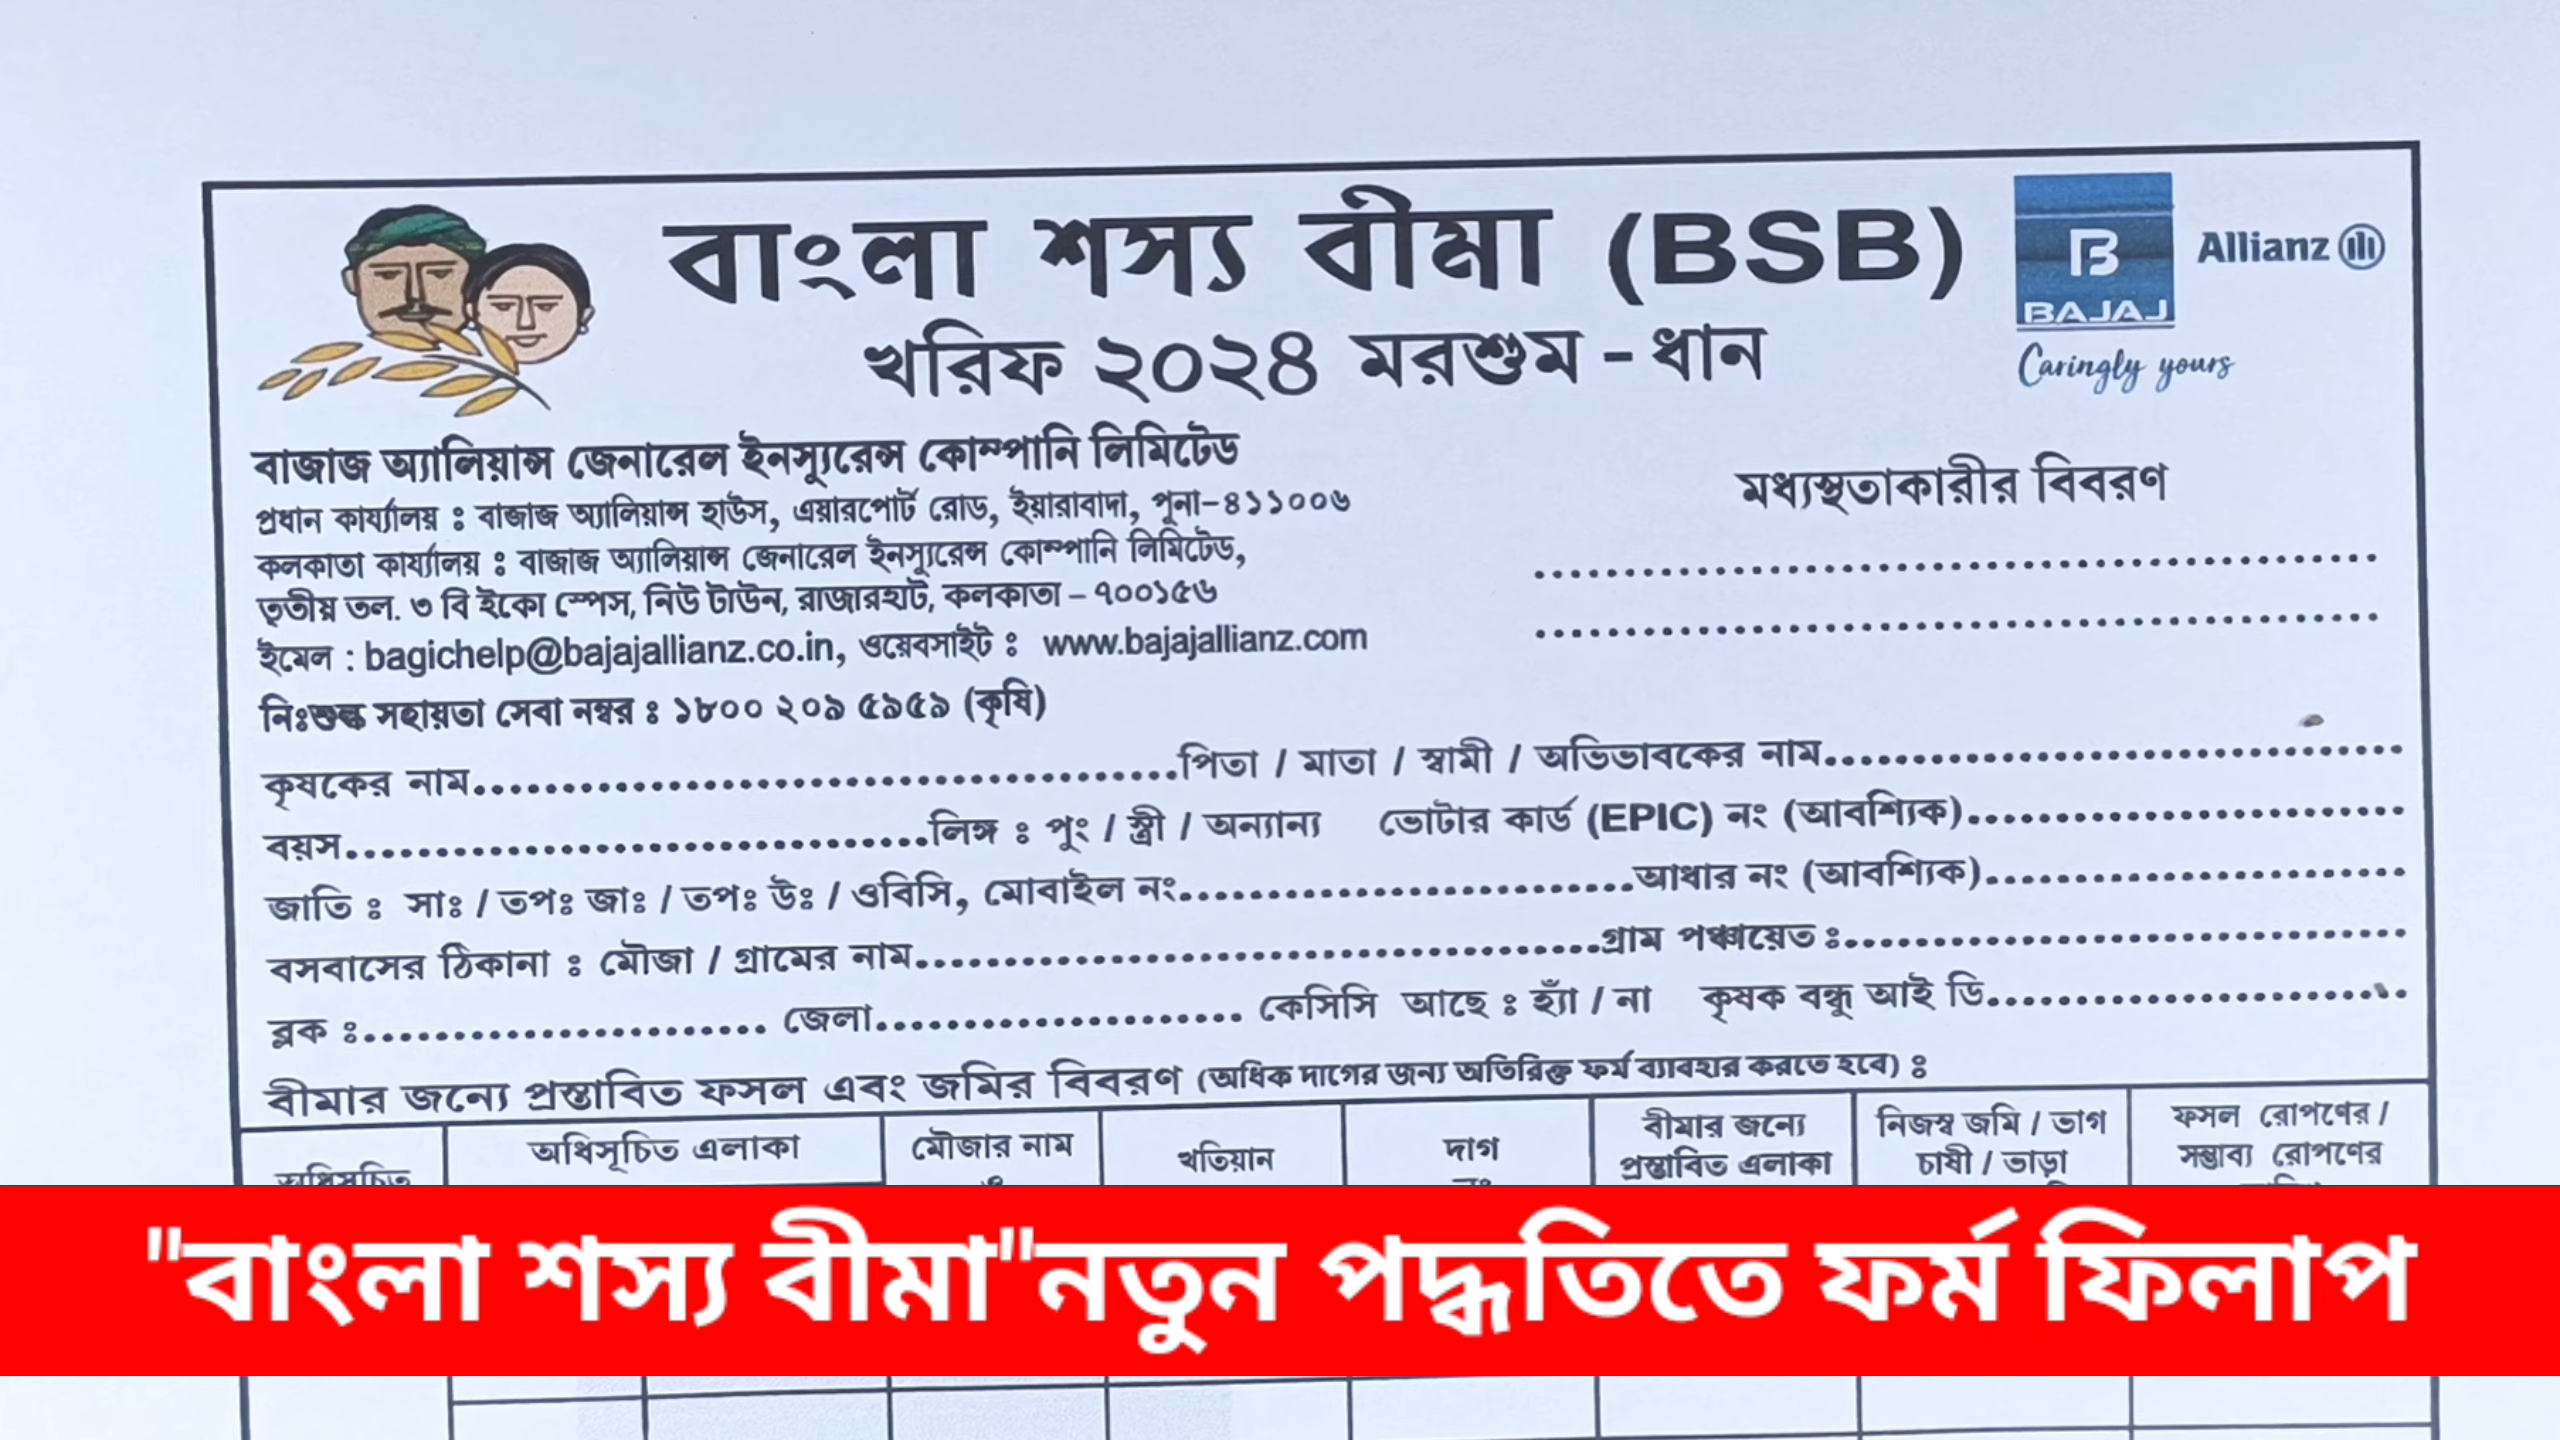 বাংলা শস্য বীমা (BSB)
খরিফ ২০২৪ মরশুম - ধান
BAJAJ
Allianz
Caringly yours
বাজাজ অ্যালিয়ান্স জেনারেল ইনস্যুরেন্স কোম্পানি লিমিটেড
প্রধান কার্য্যালয় ঃ বাজাজ অ্যালিয়ান্স হাউস, এয়ারপোর্ট রোড, ইয়ারাবাদা, পুনা-৪১১০০৬
কলকাতা কার্য্যালয় ঃ বাজাজ অ্যালিয়ান্স জেনারেল ইনস্যুরেন্স কোম্পানি লিমিটেড,
তৃতীয় তল. ৩ বি ইকো স্পেস, নিউ টাউন, রাজারহাট, কলকাতা – ৭০০১৫৬
ইমেল : bagichelp@bajajallianz.co.in, ওয়েবসাইট ঃ www.bajajallianz.com
নিঃশুল্ক সহায়তা সেবা নম্বর ঃ ১৮০০ ২০৯ ৫৯৫৯ (কৃষি)
মধ্যস্থতাকারীর বিবরণ
কৃষকের নাম..........পিতা / মাতা / স্বামী / অভিভাবকের নাম..........
বয়স..........লিঙ্গ ঃ পুং / স্ত্রী / অন্যান্য ভোটার কার্ড (EPIC) নং (আবশ্যিক)..........
জাতি ঃ সাঃ / তপঃ জাঃ / তপঃ উঃ / ওবিসি, মোবাইল নং..........আধার নং (আবশ্যিক)..........
বসবাসের ঠিকানা ঃ মৌজা / গ্রামের নাম..........গ্রাম পঞ্চায়েত ঃ..........
ব্লক ঃ.......... জেলা.......... কেসিসি আছে ঃ হ্যাঁ / না কৃষক বন্ধু আই ডি..........
বীমার জন্যে প্রস্তাবিত ফসল এবং জমির বিবরণ (অধিক দাগের জন্য অতিরিক্ত ফর্ম ব্যাবহার করতে হবে) ঃ
অধিসূচিত এলাকা
মৌজার নাম
খতিয়ান
দাগ
বীমার জন্যে
প্রস্তাবিত এলাকা
নিজস্ব জমি / ভাগ
চাষী / ভাড়া
ফসল রোপণের /
সম্ভাব্য রোপণের
"বাংলা শস্য বীমা"নতুন পদ্ধতিতে ফর্ম ফিলাপ